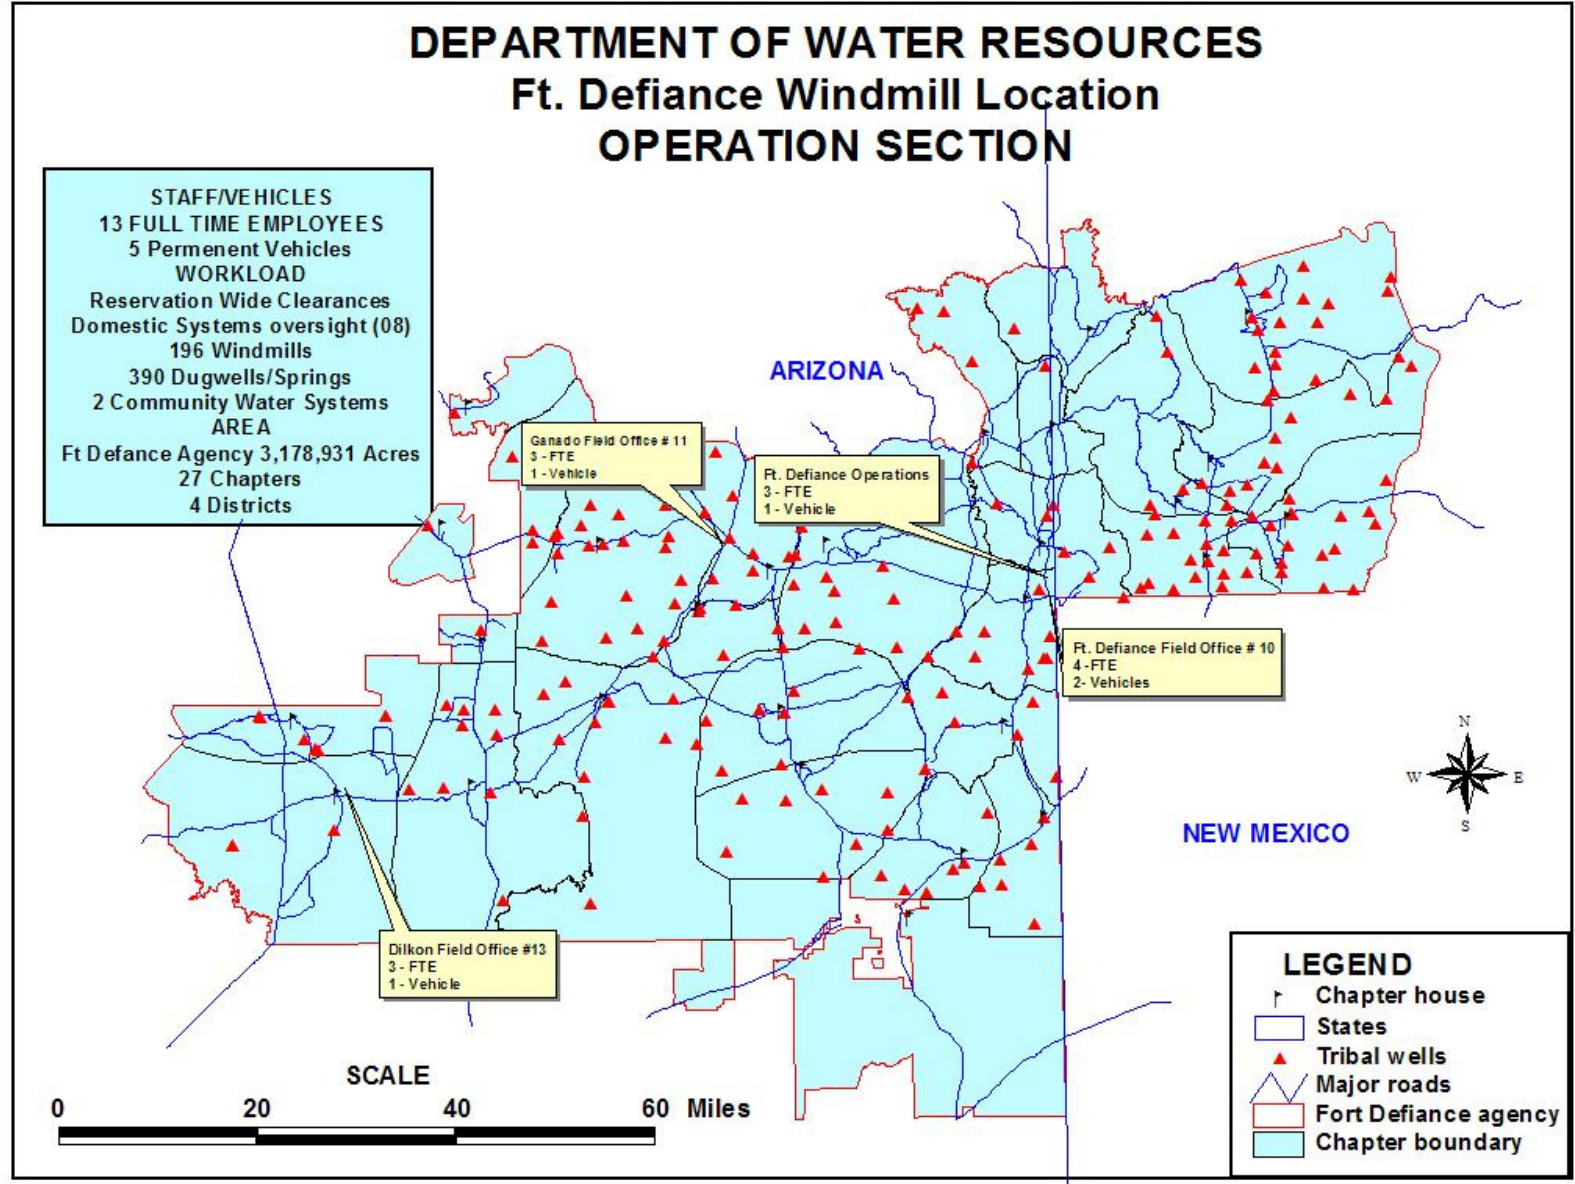 DEPARTMENT OF WATER RESOURCES
Ft. Defiance Windmill Location
OPERATION SECTION
STAFF/VEHICLES
13 FULL TIME EMPLOYEES
5 Permenent Vehicles
WORKLOAD
Reservation Wide Clearances
Domestic Systems oversight (08)
196 Windmills
390 Dugwells/Springs
2 Community Water Systems
AREA
Ft Defance Agency 3,178,931 Acres
27 Chapters
4 Districts
ARIZONA
Ganado Field Office # 11
3 - FTE
1 - Vehicle
Ft. Defiance Operations
3 - FTE
1 - Vehicle
Ft. Defiance Field Office # 10
4 -FTE
2- Vehicles
N
W
E
S
NEW MEXICO
Dilkon Field Office #13
3 - FTE
1 - Vehicle
SCALE
0 20 40 60 Miles
LEGEND
Chapter house
States
Tribal wells
Major roads
Fort Defiance agency
Chapter boundary